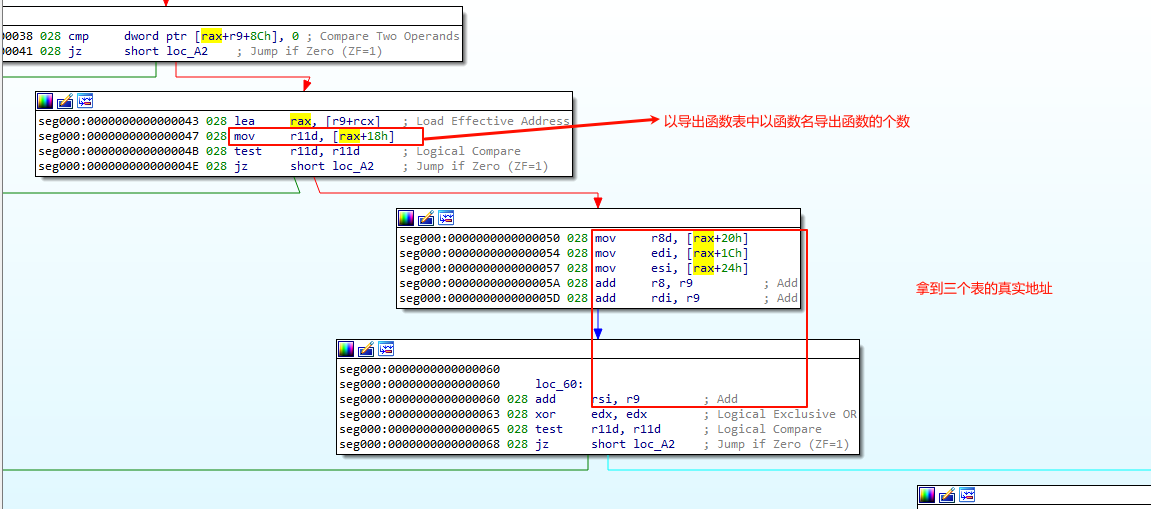 00038 028 cmp     dword ptr [rax+r9+8Ch], 0 ; Compare Two Operands
00041 028 jz      short loc_A2    ; Jump if Zero (ZF=1)
seg000:0000000000000043 028 lea     rax, [r9+rcx]   ; Load Effective Address
seg000:0000000000000047 028 mov     r11d, [rax+18h]
seg000:000000000000004B 028 test    r11d, r11d      ; Logical Compare
seg000:000000000000004E 028 jz      short loc_A2    ; Jump if Zero (ZF=1)
以导出函数表中以函数名导出函数的个数
seg000:0000000000000050 028 mov     r8d, [rax+20h]
seg000:0000000000000054 028 mov     edi, [rax+1Ch]
seg000:0000000000000057 028 mov     esi, [rax+24h]
seg000:000000000000005A 028 add     r8, r9          ; Add
seg000:000000000000005D 028 add     rdi, r9         ; Add
拿到三个表的真实地址
seg000:0000000000000060
seg000:0000000000000060     loc_60:
seg000:0000000000000060 028 add     rsi, r9         ; Add
seg000:0000000000000063 028 xor     edx, edx        ; Logical Exclusive OR
seg000:0000000000000065 028 test    r11d, r11d      ; Logical Compare
seg000:0000000000000068 028 jz      short loc_A2    ; Jump if Zero (ZF=1)